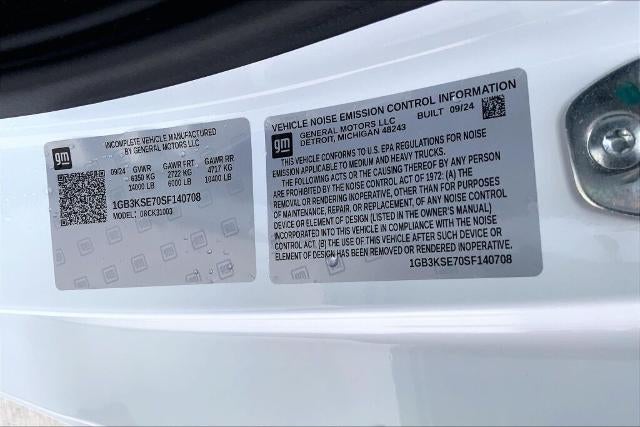 gm
INCOMPLETE VEHICLE MANUFACTURED
BY GENERAL MOTORS LLC
09/24 GVWR GAWR FRT GAWR RR
6350 KG 2722 KG 4717 KG
14000 LB 6000 LB 10400 LB
1GB3KSE70SF140708
MODEL: 0RCK31003
VEHICLE NOISE EMISSION CONTROL INFORMATION
gm
GENERAL MOTORS LLC BUILT 09/24
DETROIT, MICHIGAN 48243
THIS VEHICLE CONFORMS TO U.S. EPA REGULATIONS FOR NOISE
EMISSION APPLICABLE TO MEDIUM AND HEAVY TRUCKS.
THE FOLLOWING ACTS OR THE CAUSING THEREOF BY ANY PERSON
ARE PROHIBITED BY THE NOISE CONTROL ACT OF 1972: (A) THE
REMOVAL OR RENDERING INOPERATIVE, OTHER THAN FOR PURPOSES
OF MAINTENANCE, REPAIR, OR REPLACEMENT, OF ANY NOISE CONTROL
DEVICE OR ELEMENT OF DESIGN (LISTED IN THE OWNER'S MANUAL)
INCORPORATED INTO THIS VEHICLE IN COMPLIANCE WITH THE NOISE
CONTROL ACT. (B) THE USE OF THIS VEHICLE AFTER SUCH DEVICE OR
ELEMENT OF DESIGN HAS BEEN REMOVED OR RENDERED INOPERATIVE.
1GB3KSE70SF140708